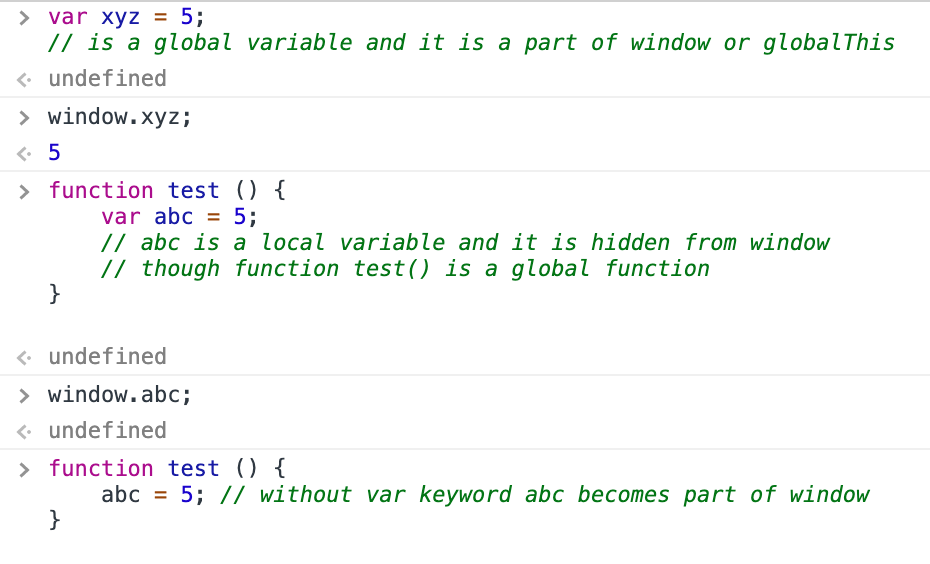 > var xyz = 5;
// is a global variable and it is a part of window or globalThis
<· undefined
> window.xyz;
<· 5
> function test () {
    var abc = 5;
    // abc is a local variable and it is hidden from window
    // though function test() is a global function
}
<· undefined
> window.abc;
<· undefined
> function test () {
    abc = 5; // without var keyword abc becomes part of window
}